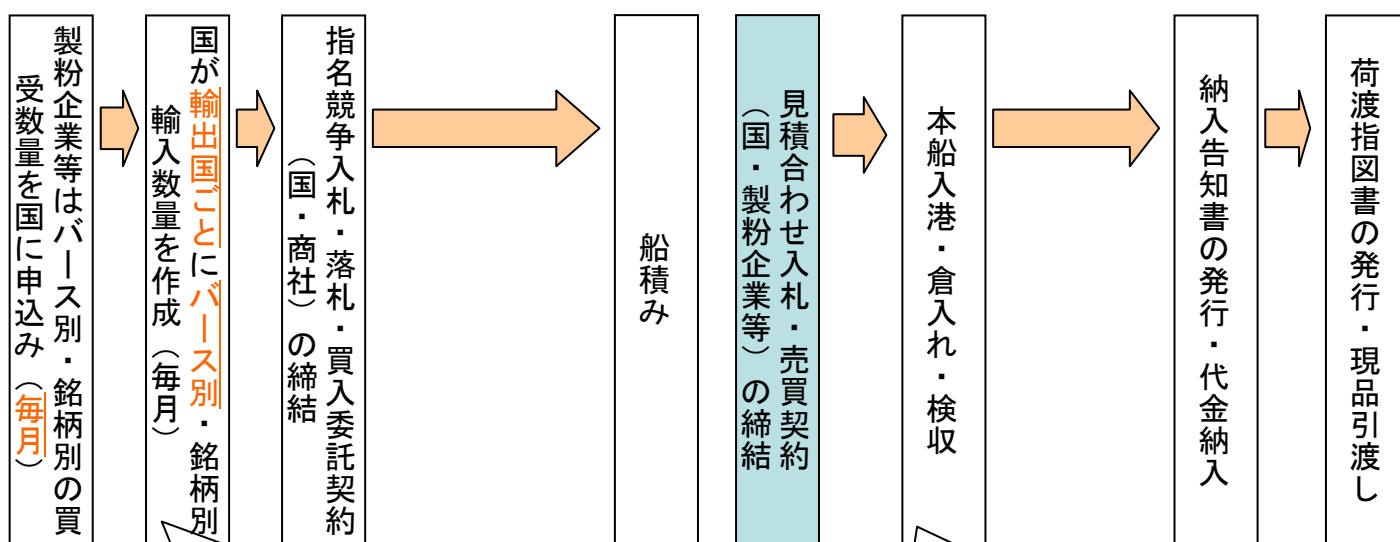 製粉企業等はバース別・銘柄別の買
受数量を国に申込み（毎月）
国が輸出国ごとにバース別・銘柄別
輸入数量を作成（毎月）
指名競争入札・落札・買入委託契約
（国・商社）の締結
船積み
見積合わせ入札・売買契約
（国・製粉企業等）の締結
本船入港・倉入れ・検収
納入告知書の発行・代金納入
荷渡指図書の発行・現品引渡し